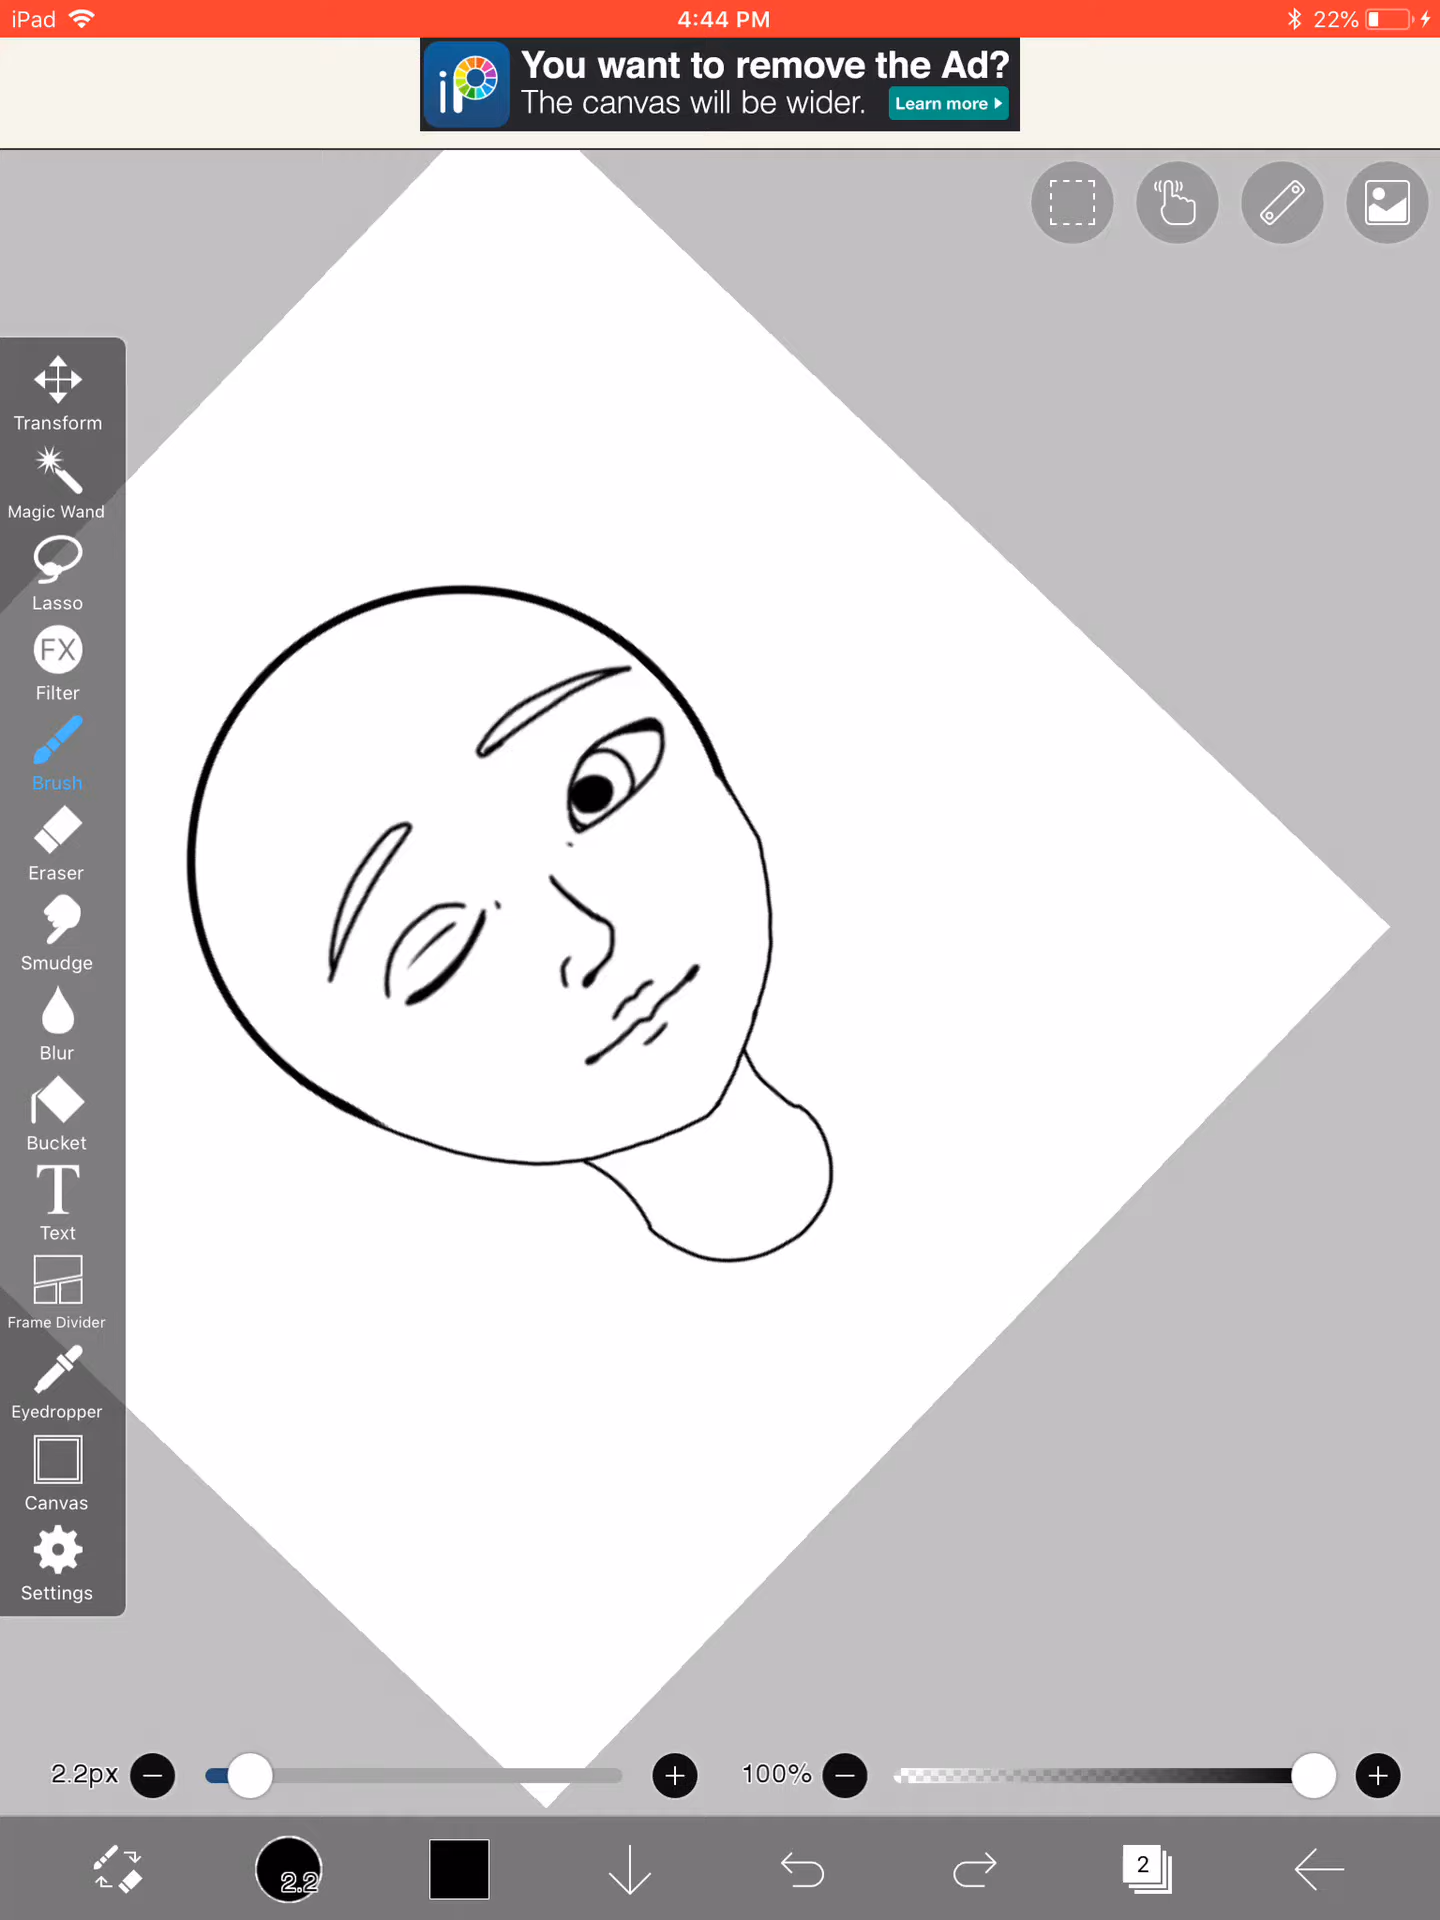 iPad
4:44 PM
22%
iP
You want to remove the Ad?
The canvas will be wider.
Learn more
Transform
Magic Wand
Lasso
FX
Filter
Brush
Eraser
Smudge
Blur
Bucket
T
Text
Frame Divider
Eyedropper
Canvas
Settings
2.2px
100%
2.2
2